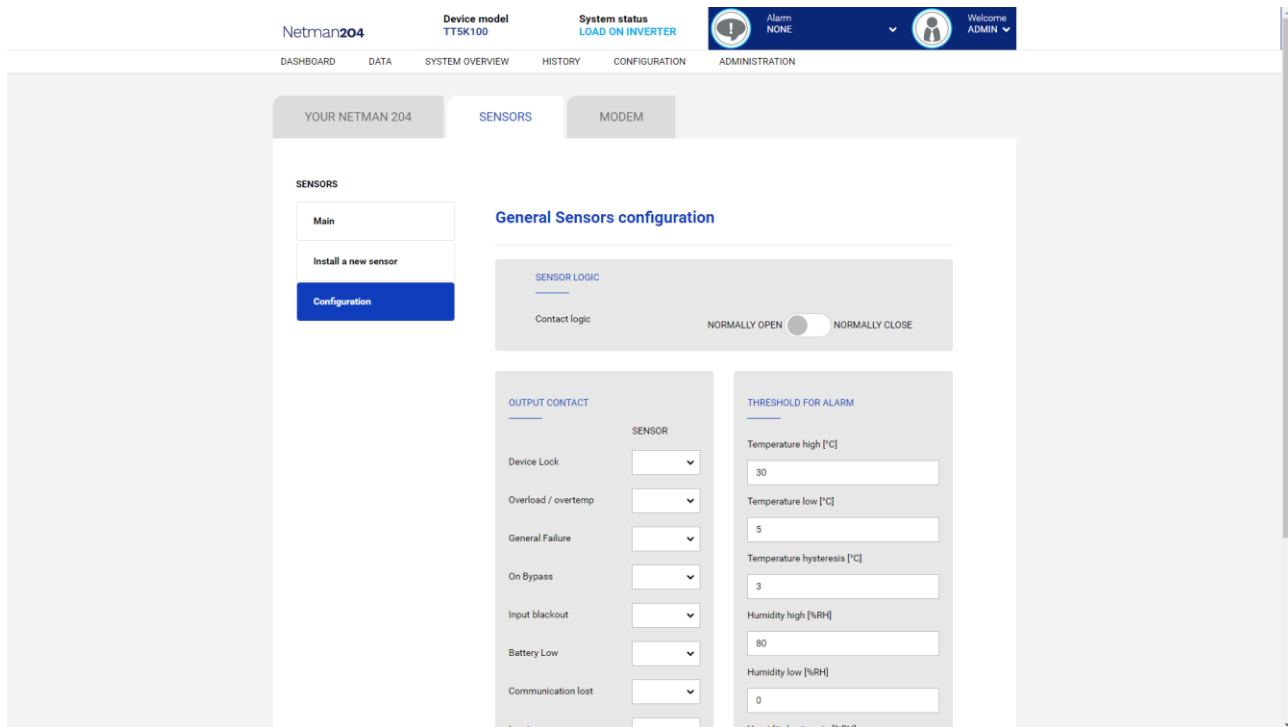 Netman204
Device model
TT5K100
System status
LOAD ON INVERTER
Alarm
NONE
Welcome
ADMIN
DASHBOARD DATA SYSTEM OVERVIEW HISTORY CONFIGURATION ADMINISTRATION
YOUR NETMAN 204 SENSORS MODEM
SENSORS
Main
Install a new sensor
Configuration
General Sensors configuration
SENSOR LOGIC
Contact logic NORMALLY OPEN NORMALLY CLOSE
OUTPUT CONTACT
SENSOR
Device Lock
Overload / overtemp
General Failure
On Bypass
Input blackout
Battery Low
Communication lost
THRESHOLD FOR ALARM
Temperature high [°C]
30
Temperature low [°C]
5
Temperature hysteresis [°C]
3
Humidity high [%RH]
80
Humidity low [%RH]
0